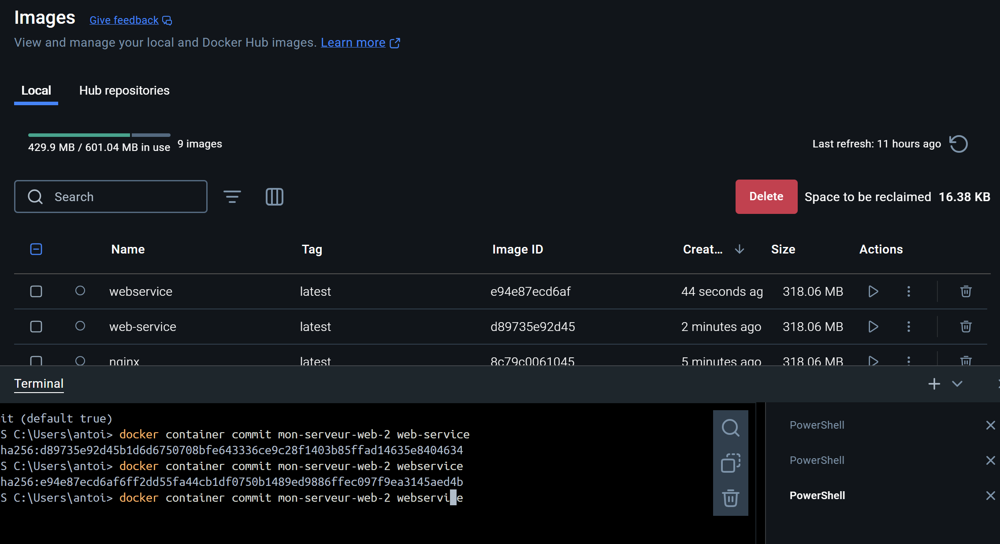 Images Give feedback
View and manage your local and Docker Hub images. Learn more
Local Hub repositories
429.9 MB / 601.04 MB in use 9 images
Last refresh: 11 hours ago
Search
Delete Space to be reclaimed 16.38 KB
Name Tag Image ID Creat... Size Actions
webservice latest e94e87ecd6af 44 seconds ag 318.06 MB
web-service latest d89735e92d45 2 minutes ago 318.06 MB
nginx latest 8c79c0061045 5 minutes ago 318.06 MB
Terminal
it (default true)
S C:\Users\antoi> docker container commit mon-serveur-web-2 web-service
ha256:d89735e92d45b1d6d6750708bfe643336ce9c28f1403b85ffad14635e8404634
S C:\Users\antoi> docker container commit mon-serveur-web-2 webservice
ha256:e94e87ecd6af6ff2dd55fa44cb1df0750b1489ed9886ffec097f9ea3145aed4b
S C:\Users\antoi> docker container commit mon-serveur-web-2 webservi e
PowerShell
PowerShell
PowerShell